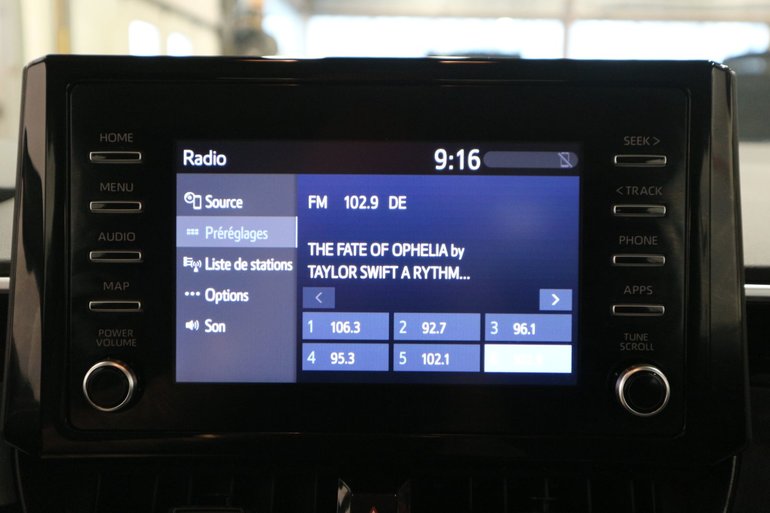 HOME
MENU
AUDIO
MAP
POWER
VOLUME
Radio
9:16
Source
Préréglages
Liste de stations
Options
Son
FM 102.9 DE
THE FATE OF OPHELIA by
TAYLOR SWIFT A RYTHM...
< >
1 106.3 2 92.7 3 96.1
4 95.3 5 102.1
SEEK >
< TRACK
PHONE
APPS
TUNE
SCROLL